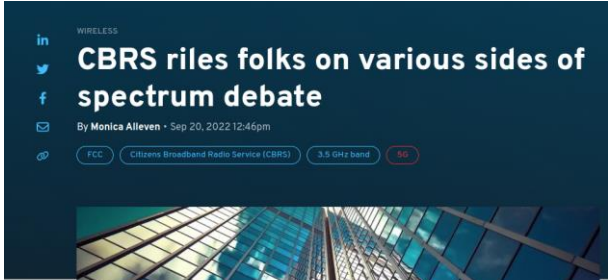 WIRELESS
CBRS riles folks on various sides of
spectrum debate
By Monica Alleven • Sep 20, 2022 12:46pm
FCC Citizens Broadband Radio Service (CBRS) 3.5 GHz band 5G